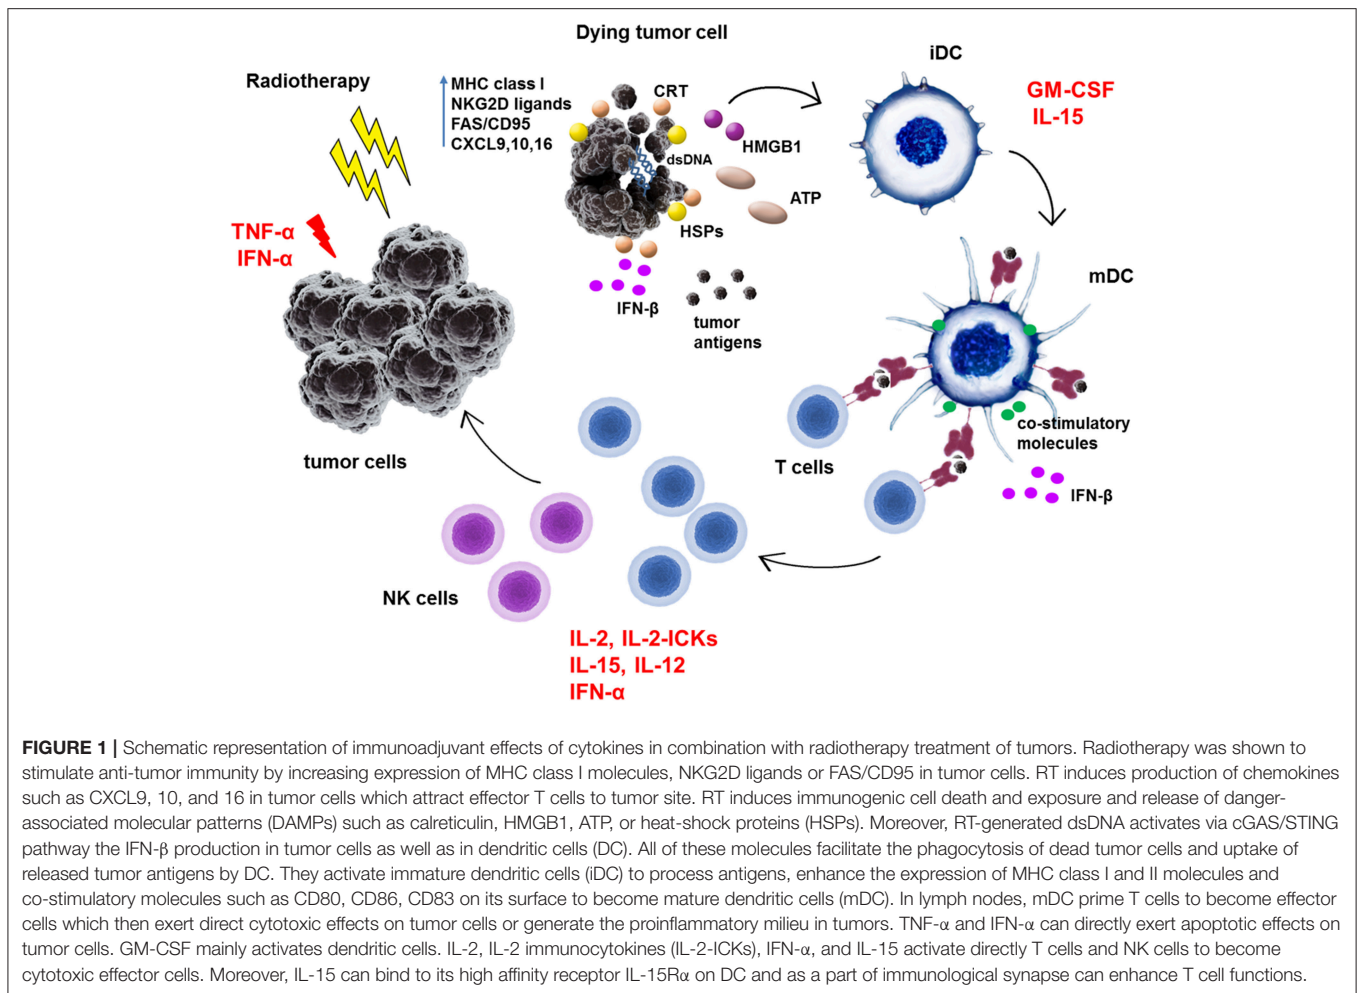 Dying tumor cell
Radiotherapy
MHC class I
NKG2D ligands
FAS/CD95
CXCL9,10,16
CRT
dsDNA
HMGB1
ATP
HSPs
IFN-β
tumor
antigens
iDC
GM-CSF
IL-15
mDC
co-stimulatory
molecules
IFN-β
T cells
TNF-α
IFN-α
tumor cells
NK cells
IL-2, IL-2-ICKs
IL-15, IL-12
IFN-α
FIGURE 1 | Schematic representation of immunoadjuvant effects of cytokines in combination with radiotherapy treatment of tumors. Radiotherapy was shown to
stimulate anti-tumor immunity by increasing expression of MHC class I molecules, NKG2D ligands or FAS/CD95 in tumor cells. RT induces production of chemokines
such as CXCL9, 10, and 16 in tumor cells which attract effector T cells to tumor site. RT induces immunogenic cell death and exposure and release of danger-
associated molecular patterns (DAMPs) such as calreticulin, HMGB1, ATP, or heat-shock proteins (HSPs). Moreover, RT-generated dsDNA activates via cGAS/STING
pathway the IFN-β production in tumor cells as well as in dendritic cells (DC). All of these molecules facilitate the phagocytosis of dead tumor cells and uptake of
released tumor antigens by DC. They activate immature dendritic cells (iDC) to process antigens, enhance the expression of MHC class I and II molecules and
co-stimulatory molecules such as CD80, CD86, CD83 on its surface to become mature dendritic cells (mDC). In lymph nodes, mDC prime T cells to become effector
cells which then exert direct cytotoxic effects on tumor cells or generate the proinflammatory milieu in tumors. TNF-α and IFN-α can directly exert apoptotic effects on
tumor cells. GM-CSF mainly activates dendritic cells. IL-2, IL-2 immunocytokines (IL-2-ICKs), IFN-α, and IL-15 activate directly T cells and NK cells to become
cytotoxic effector cells. Moreover, IL-15 can bind to its high affinity receptor IL-15Rα on DC and as a part of immunological synapse can enhance T cell functions.